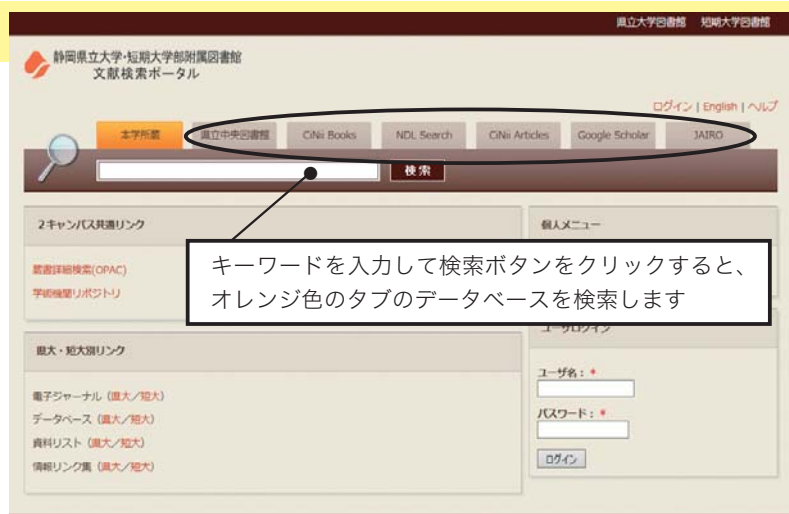 県立大学図書館 短期大学図書館
静岡県立大学・短期大学部附属図書館
文献検索ポータル
ログイン | English | ヘルプ
本学所蔵 県立中央図書館 CiNii Books NDL Search CiNii Articles Google Scholar JAIRO
検索
2キャンパス共通リンク
個人メニュー
蔵書詳細検索(OPAC)
学術機関リポジトリ
キーワードを入力して検索ボタンをクリックすると、
オレンジ色のタブのデータベースを検索します
ユーザログイン
県大・短大別リンク
ユーザ名：*
電子ジャーナル（県大／短大）
データベース（県大／短大）
パスワード：*
資料リスト（県大／短大）
情報リンク集（県大／短大）
ログイン